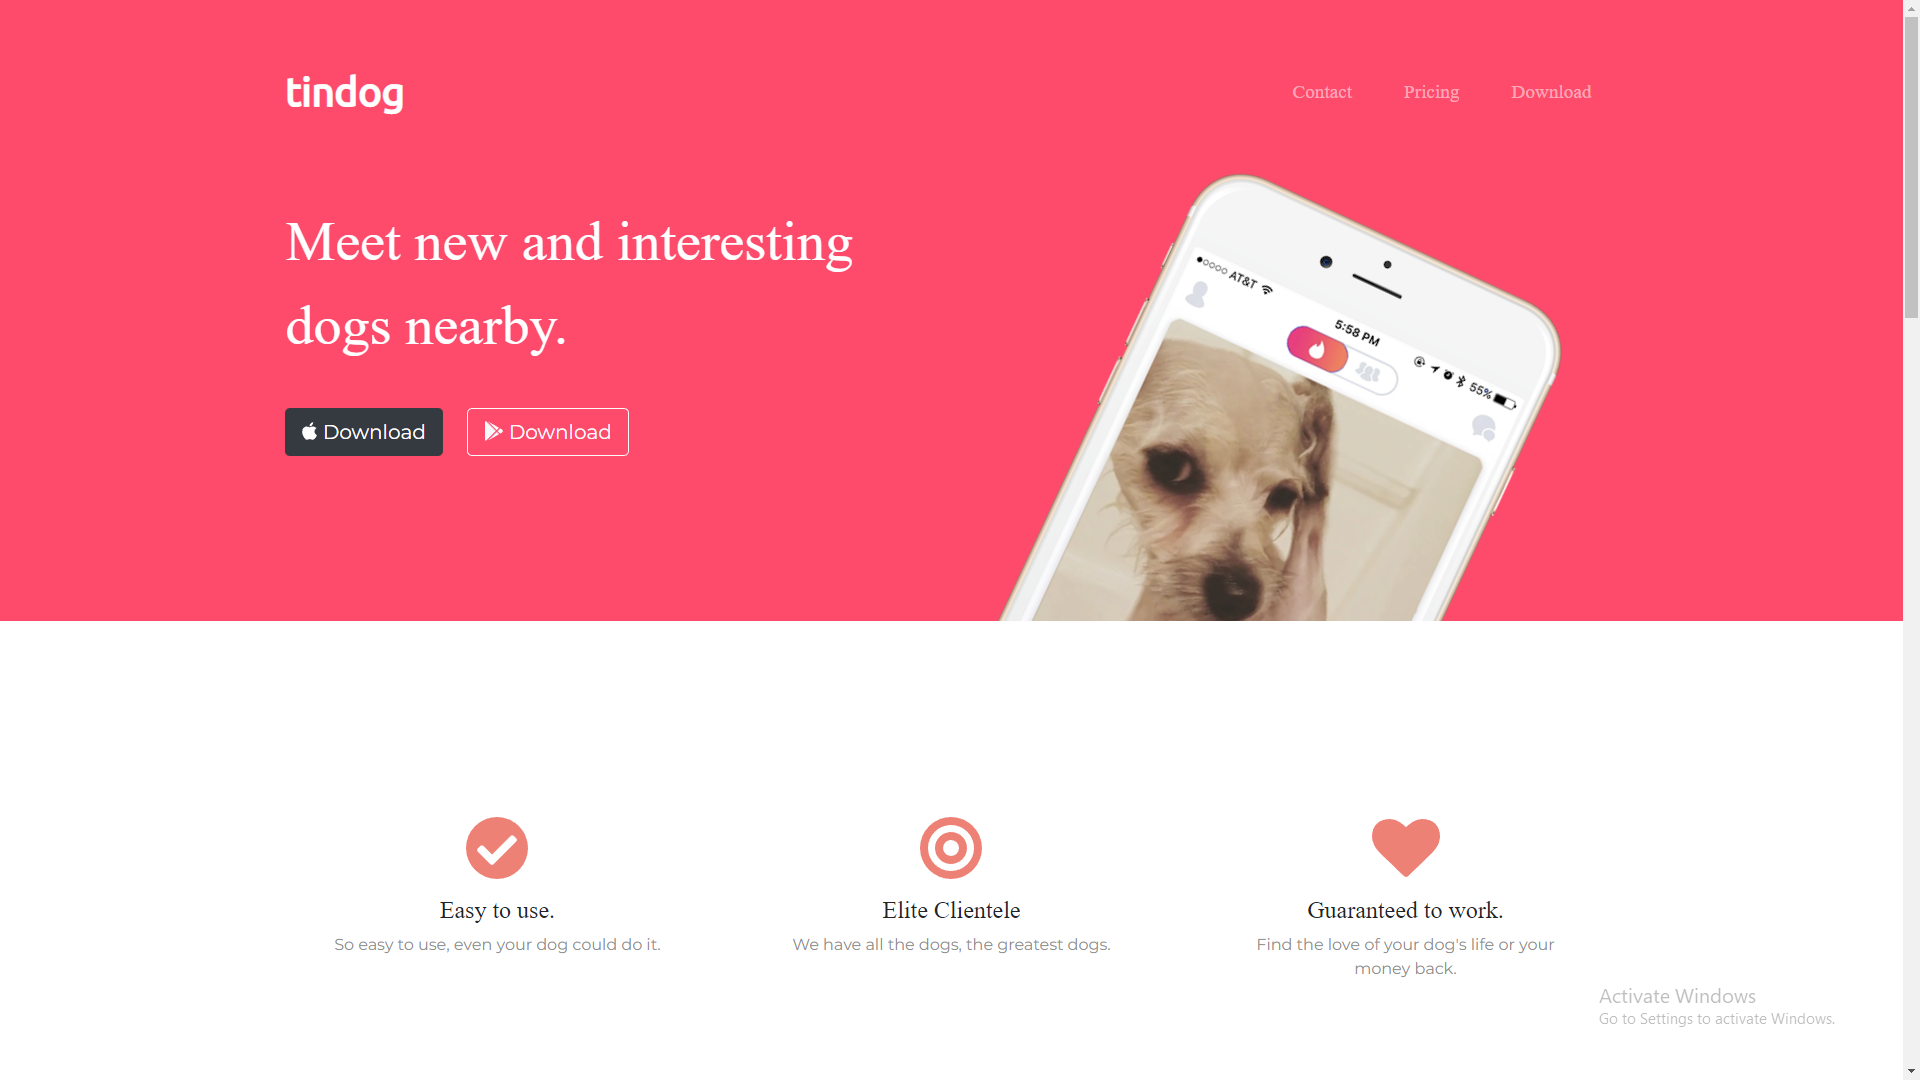 tindog
Contact Pricing Download
Meet new and interesting
dogs nearby.
Download Download
AT&T
5:58 PM
55%
Easy to use.
So easy to use, even your dog could do it.
Elite Clientele
We have all the dogs, the greatest dogs.
Guaranteed to work.
Find the love of your dog's life or your
money back.
Activate Windows
Go to Settings to activate Windows.